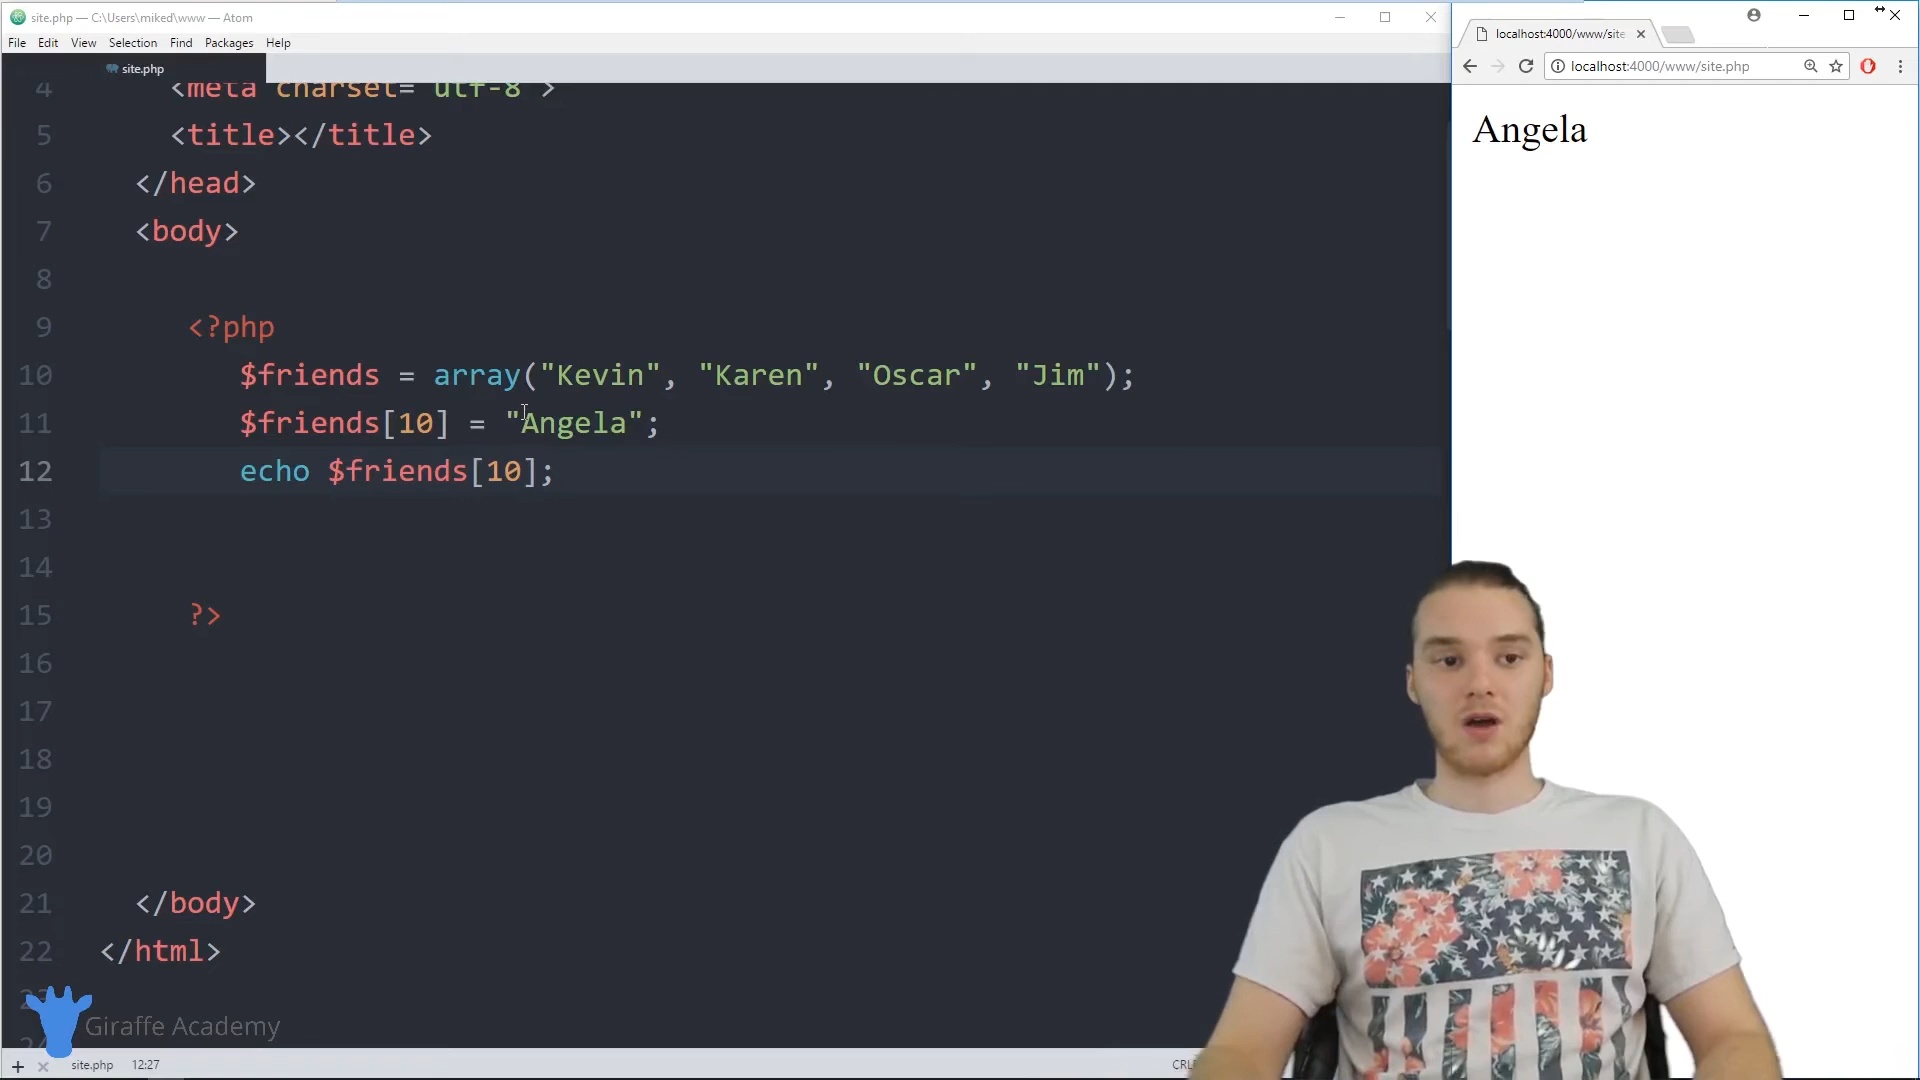 site.php — C:\Users\miked\www — Atom
File Edit View Selection Find Packages Help
site.php
4 <meta charset="utf-8">
5 <title></title>
6 </head>
7 <body>
8
9 <?php
10 $friends = array("Kevin", "Karen", "Oscar", "Jim");
11 $friends[10] = "Angela";
12 echo $friends[10];
13
14
15 ?>
16
17
18
19
20
21 </body>
22 </html>
Giraffe Academy
+ × site.php 12:27
CRLF
localhost:4000/www/site
localhost:4000/www/site.php
Angela